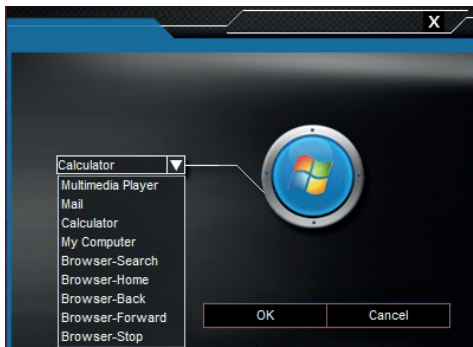 X
Calculator
Multimedia Player
Mail
Calculator
My Computer
Browser-Search
Browser-Home
Browser-Back
Browser-Forward
Browser-Stop
OK Cancel